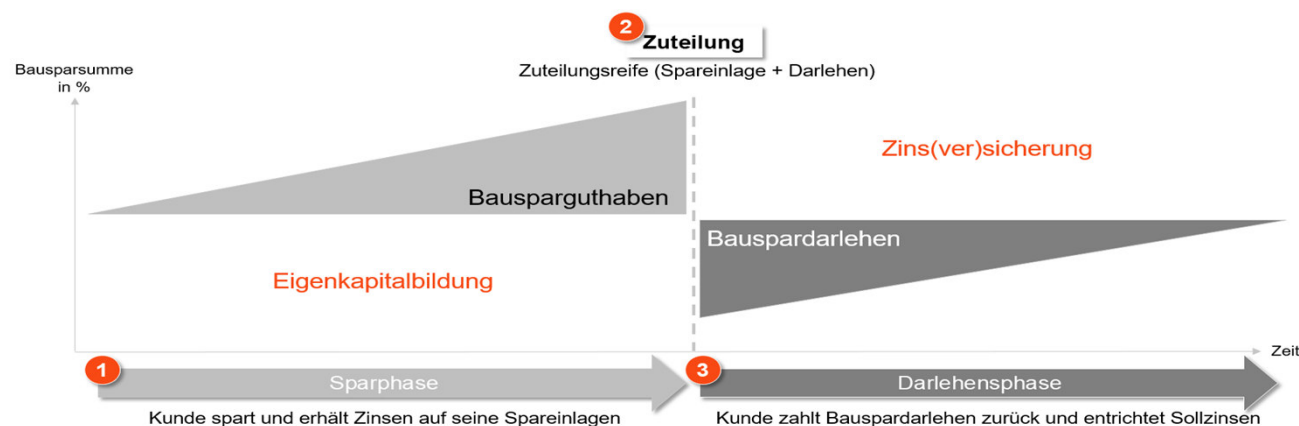 2 Zuteilung
Bausparsumme
in %
Zuteilungsreife (Spareinlage + Darlehen)
Zins(ver)sicherung
Bausparguthaben
Bauspardarlehen
Eigenkapitalbildung
Zeit
1 Sparphase
3 Darlehensphase
Kunde spart und erhält Zinsen auf seine Spareinlagen
Kunde zahlt Bauspardarlehen zurück und entrichtet Sollzinsen